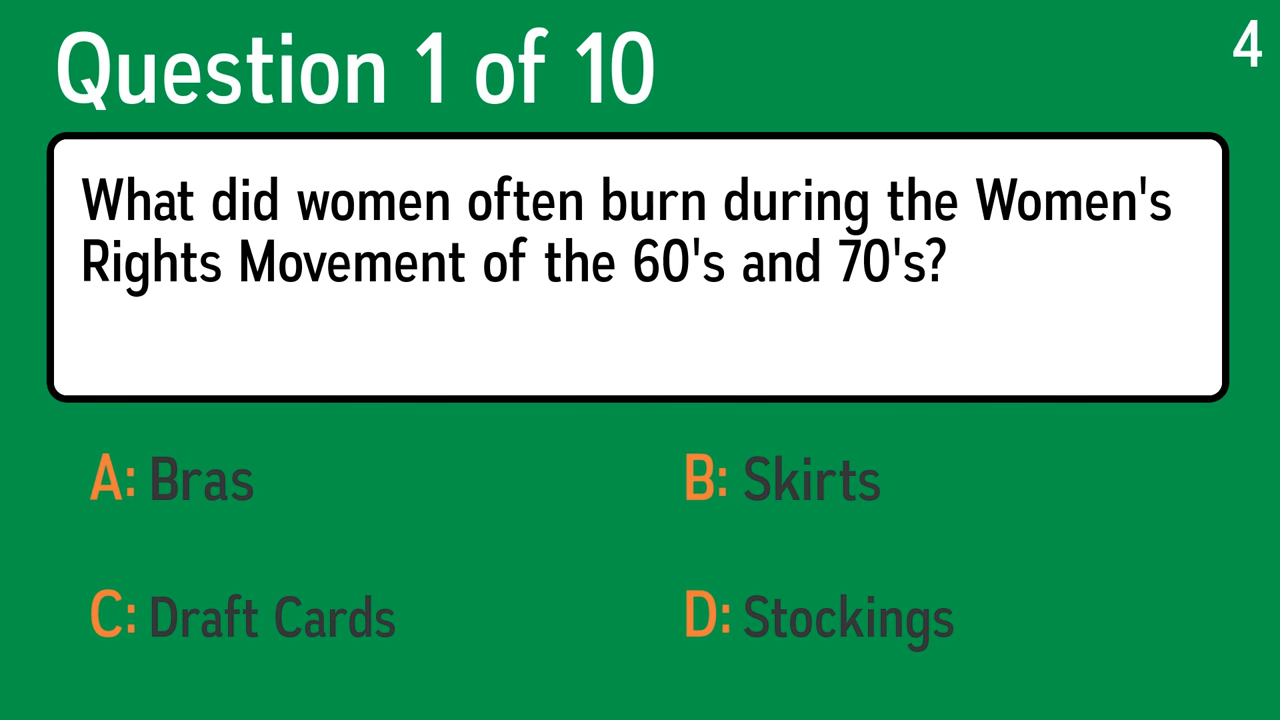 Question 1 of 10
4
What did women often burn during the Women's
Rights Movement of the 60's and 70's?
A: Bras
B: Skirts
C: Draft Cards
D: Stockings